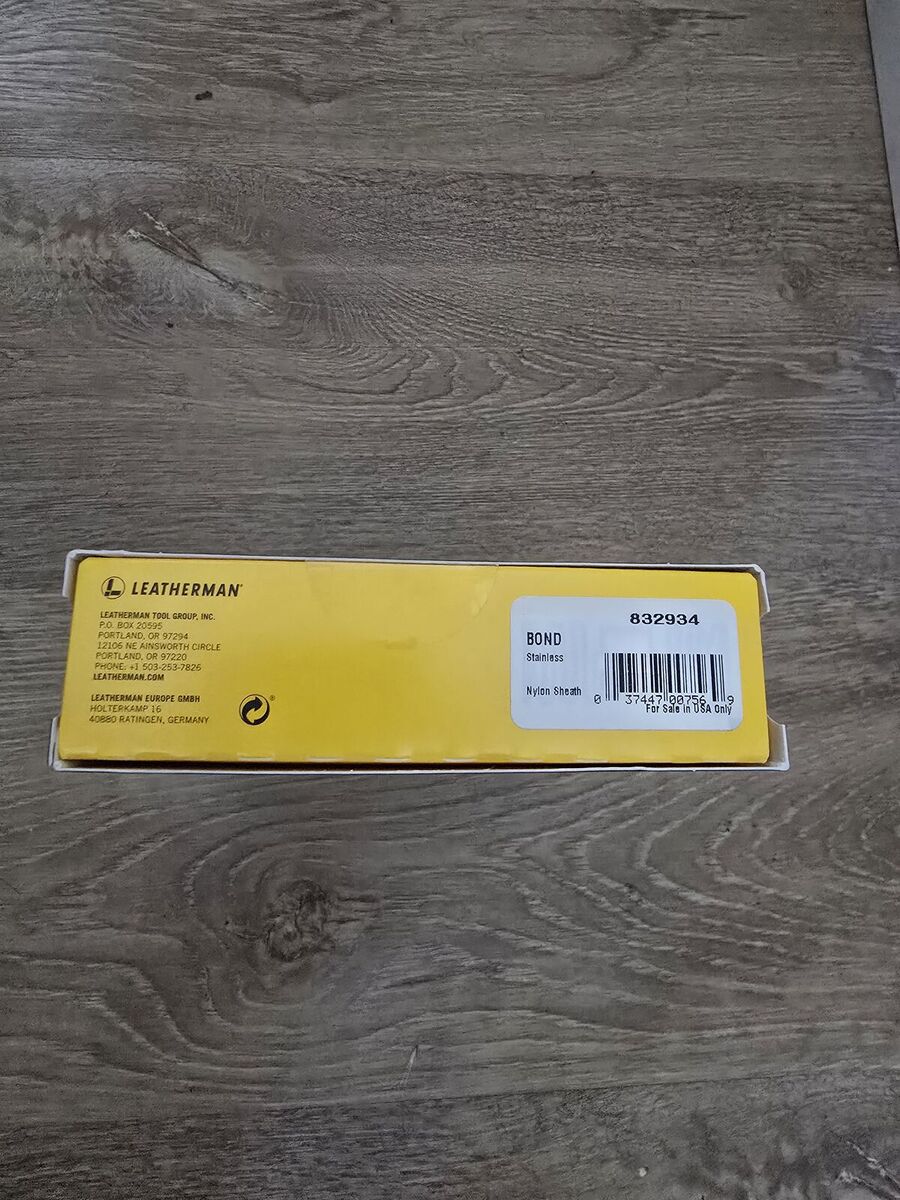 LEATHERMAN®
LEATHERMAN TOOL GROUP, INC.
P.O. BOX 20595
PORTLAND, OR 97294
12106 NE AINSWORTH CIRCLE
PORTLAND, OR 97220
PHONE: +1 503-253-7826
LEATHERMAN.COM
LEATHERMAN EUROPE GMBH
HOLTERKAMP 16
40880 RATINGEN, GERMANY
®
832934
BOND
Stainless
Nylon Sheath
0 37447 00756 9
For Sale in USA Only